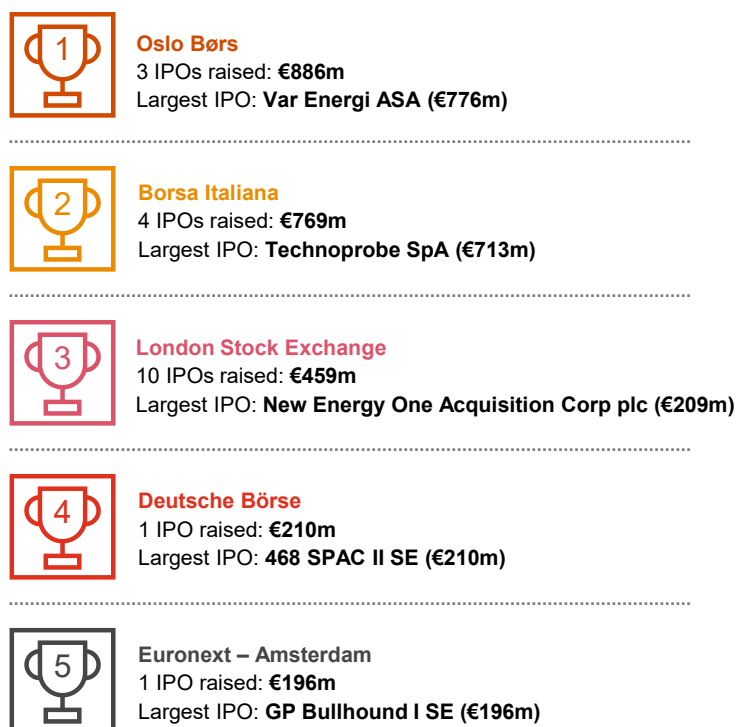 1
Oslo Børs
3 IPOs raised: €886m
Largest IPO: Var Energi ASA (€776m)
2
Borsa Italiana
4 IPOs raised: €769m
Largest IPO: Technoprobe SpA (€713m)
3
London Stock Exchange
10 IPOs raised: €459m
Largest IPO: New Energy One Acquisition Corp plc (€209m)
4
Deutsche Börse
1 IPO raised: €210m
Largest IPO: 468 SPAC II SE (€210m)
5
Euronext – Amsterdam
1 IPO raised: €196m
Largest IPO: GP Bullhound I SE (€196m)